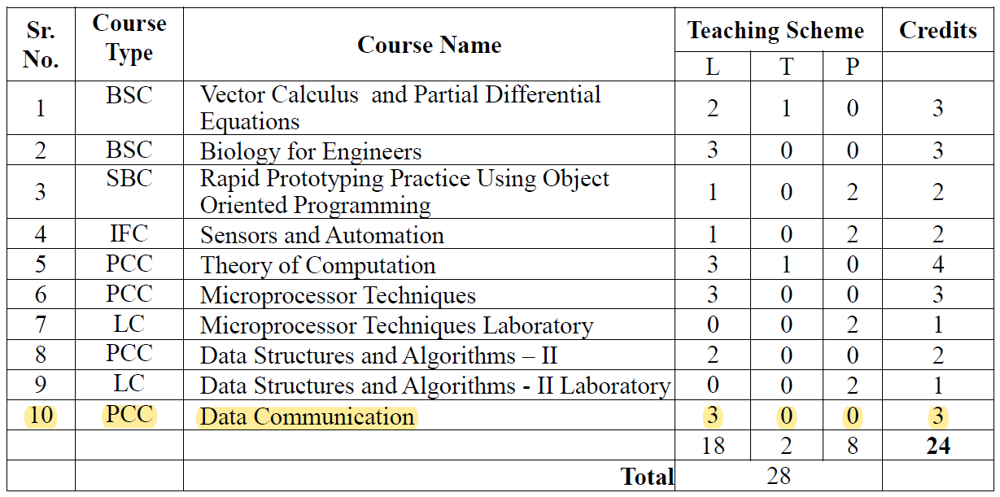 Sr. No. Course Type Course Name Teaching Scheme Credits
L T P
1 BSC Vector Calculus and Partial Differential
Equations 2 1 0 3
2 BSC Biology for Engineers 3 0 0 3
3 SBC Rapid Prototyping Practice Using Object
Oriented Programming 1 0 2 2
4 IFC Sensors and Automation 1 0 2 2
5 PCC Theory of Computation 3 1 0 4
6 PCC Microprocessor Techniques 3 0 0 3
7 LC Microprocessor Techniques Laboratory 0 0 2 1
8 PCC Data Structures and Algorithms – II 2 0 0 2
9 LC Data Structures and Algorithms - II Laboratory 0 0 2 1
10 PCC Data Communication 3 0 0 3
18 2 8 24
Total 28